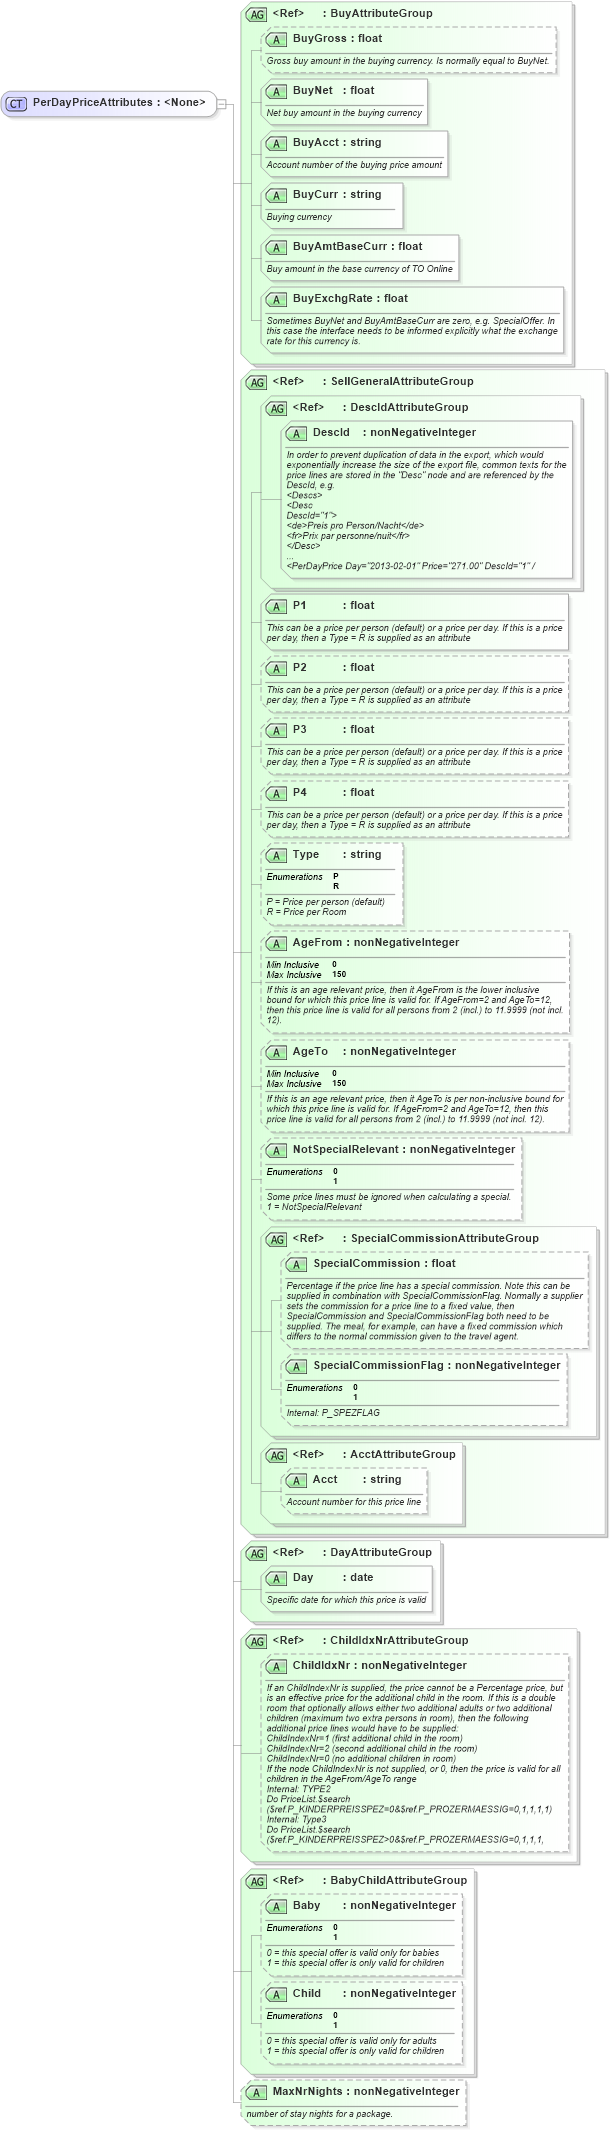 AG <Ref> : BuyAttributeGroup
A BuyGross : float
Gross buy amount in the buying currency. Is normally equal to BuyNet.
A BuyNet : float
Net buy amount in the buying currency
CT PerDayPriceAttributes : <None>
A BuyAcct : string
Account number of the buying price amount
A BuyCurr : string
Buying currency
A BuyAmtBaseCurr : float
Buy amount in the base currency of TO Online
A BuyExchgRate : float
Sometimes BuyNet and BuyAmtBaseCurr are zero, e.g. SpecialOffer. In
this case the interface needs to be informed explicitly what the exchange
rate for this currency is.
AG <Ref> : SellGeneralAttributeGroup
AG <Ref> : DescIdAttributeGroup
A DescId : nonNegativeInteger
In order to prevent duplication of data in the export, which would
exponentially increase the size of the export file, common texts for the
price lines are stored in the "Desc" node and are referenced by the
DescId, e.g.
<Descs>
<Desc
DescId="1">
<de>Preis pro Person/Nacht</de>
<fr>Prix par personne/nuit</fr>
</Desc>
...
<PerDayPrice Day="2013-02-01" Price="271.00" DescId="1" /
A P1 : float
This can be a price per person (default) or a price per day. If this is a price
per day, then a Type = R is supplied as an attribute
A P2 : float
This can be a price per person (default) or a price per day. If this is a price
per day, then a Type = R is supplied as an attribute
A P3 : float
This can be a price per person (default) or a price per day. If this is a price
per day, then a Type = R is supplied as an attribute
A P4 : float
This can be a price per person (default) or a price per day. If this is a price
per day, then a Type = R is supplied as an attribute
A Type : string
Enumerations P
R
P = Price per person (default)
R = Price per Room
A AgeFrom : nonNegativeInteger
Min Inclusive 0
Max Inclusive 150
If this is an age relevant price, then it AgeFrom is the lower inclusive
bound for which this price line is valid for. If AgeFrom=2 and AgeTo=12,
then this price line is valid for all persons from 2 (incl.) to 11.9999 (not incl.
12).
A AgeTo : nonNegativeInteger
Min Inclusive 0
Max Inclusive 150
If this is an age relevant price, then it AgeTo is per non-inclusive bound for
which this price line is valid for. If AgeFrom=2 and AgeTo=12, then this
price line is valid for all persons from 2 (incl.) to 11.9999 (not incl. 12).
A NotSpecialRelevant : nonNegativeInteger
Enumerations 0
1
Some price lines must be ignored when calculating a special.
1 = NotSpecialRelevant
AG <Ref> : SpecialCommissionAttributeGroup
A SpecialCommission : float
Percentage if the price line has a special commission. Note this can be
supplied in combination with SpecialCommissionFlag. Normally a supplier
sets the commission for a price line to a fixed value, then
SpecialCommission and SpecialCommissionFlag both need to be
supplied. The meal, for example, can have a fixed commission which
differs to the normal commission given to the travel agent.
A SpecialCommissionFlag : nonNegativeInteger
Enumerations 0
1
Internal: P_SPEZFLAG
AG <Ref> : AcctAttributeGroup
A Acct : string
Account number for this price line
AG <Ref> : DayAttributeGroup
A Day : date
Specific date for which this price is valid
AG <Ref> : ChildIdxNrAttributeGroup
A ChildIdxNr : nonNegativeInteger
If an ChildIndexNr is supplied, the price cannot be a Percentage price, but
is an effective price for the additional child in the room. If this is a double
room that optionally allows either two additional adults or two additional
children (maximum two extra persons in room), then the following
additional price lines would have to be supplied:
ChildIndexNr=1 (first additional child in the room)
ChildIndexNr=2 (second additional child in the room)
ChildIndexNr=0 (no additional children in room)
If the node ChildIndexNr is not supplied, or 0, then the price is valid for all
children in the AgeFrom/AgeTo range
Internal: TYPE2
Do PriceList.$search
($ref.P_KINDERPREISSPEZ=0&$ref.P_PROZERMAESSIG=0,1,1,1,1)
Internal: Type3
Do PriceList.$search
($ref.P_KINDERPREISSPEZ>0&$ref.P_PROZERMAESSIG=0,1,1,1,
AG <Ref> : BabyChildAttributeGroup
A Baby : nonNegativeInteger
Enumerations 0
1
0 = this special offer is valid only for babies
1 = this special offer is only valid for children
A Child : nonNegativeInteger
Enumerations 0
1
0 = this special offer is valid only for adults
1 = this special offer is only valid for children
A MaxNrNights : nonNegativeInteger
number of stay nights for a package.